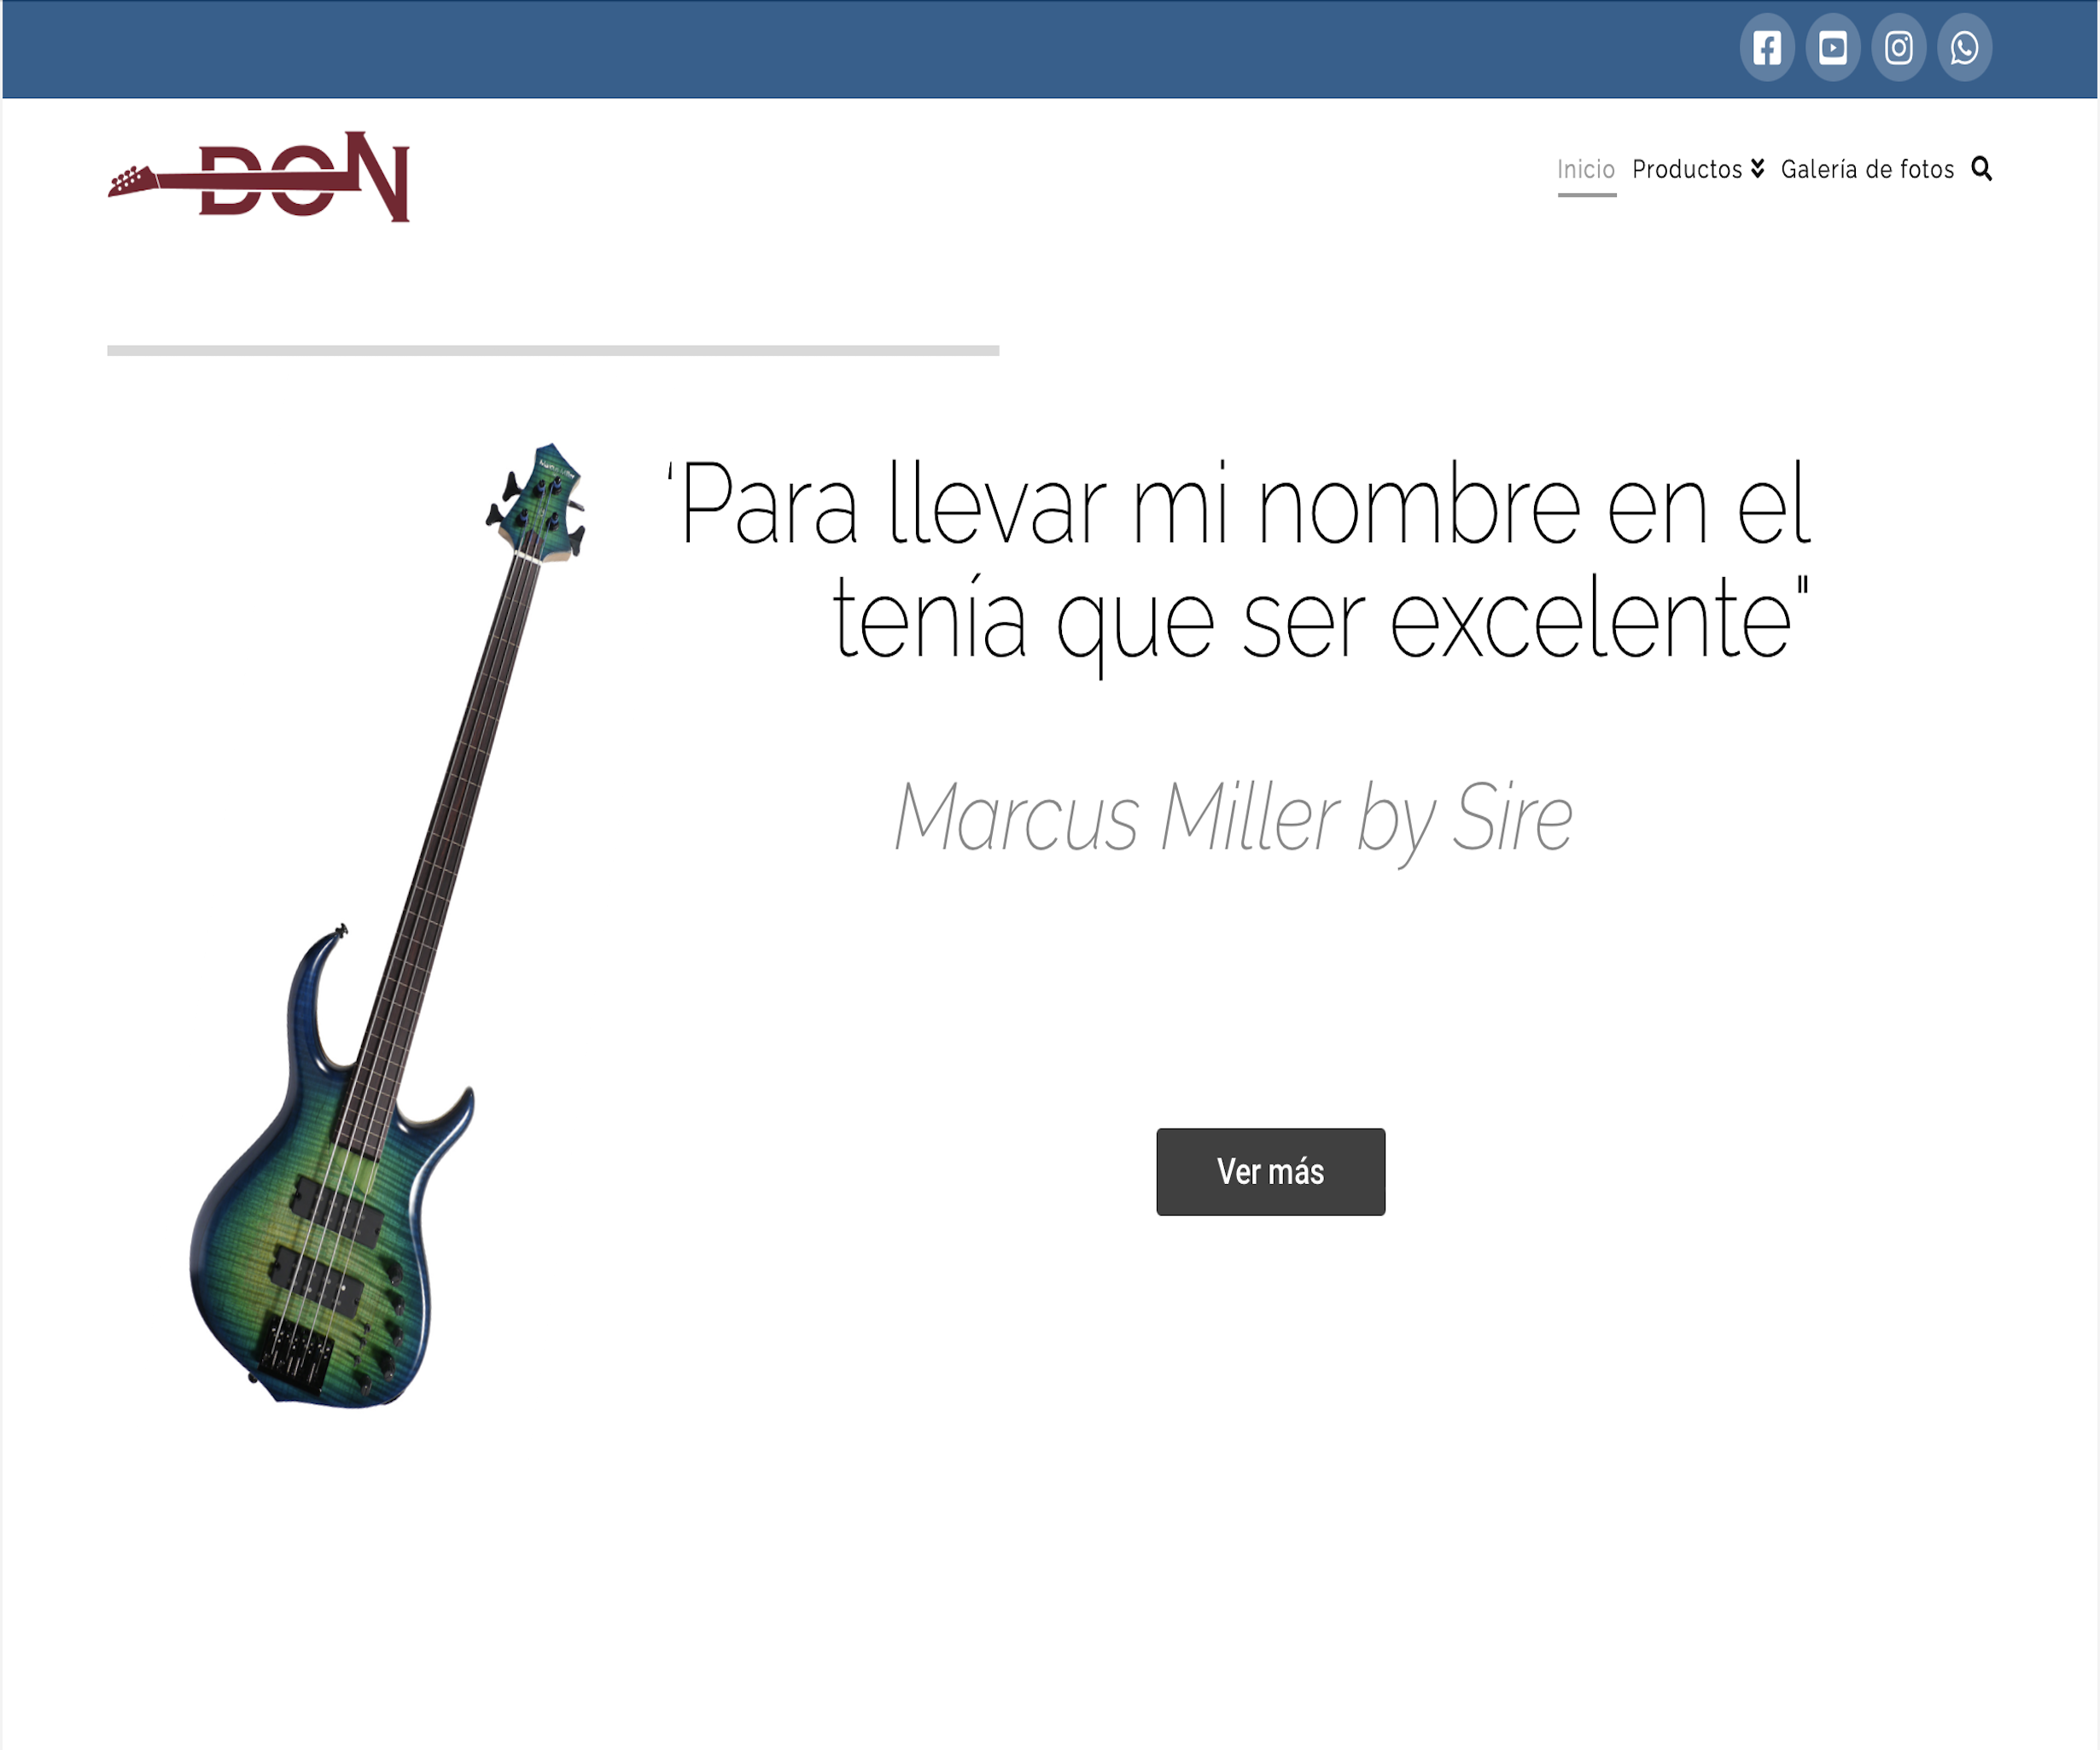 DON
Inicio Productos Galería de fotos
‘Para llevar mi nombre en el
tenía que ser excelente"
Marcus Miller by Sire
Ver más